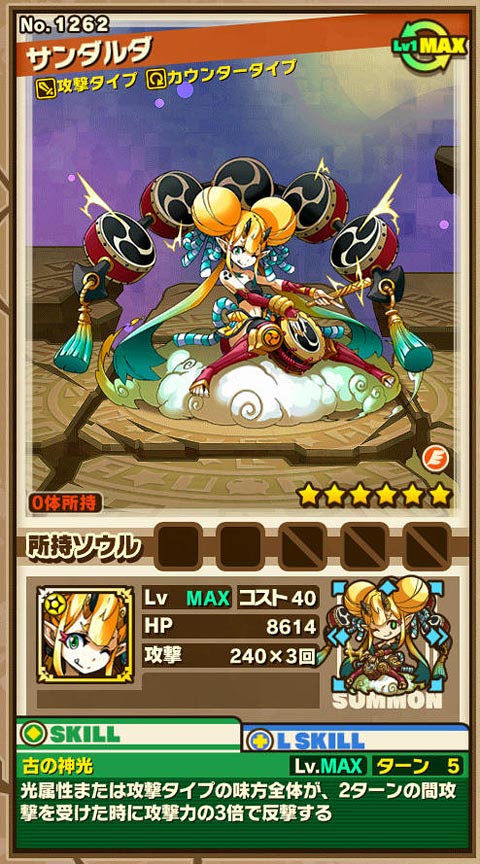 No.1262
サンダルダ
Lv1 MAX
攻撃タイプ カウンタータイプ
E
0体所持
所持ソウル
Lv MAX コスト 40
HP 8614
攻撃 240×3回
SUMMON
SKILL L SKILL
古の神光 Lv.MAX ターン 5
光属性または攻撃タイプの味方全体が、2ターンの間攻
撃を受けた時に攻撃力の3倍で反撃する